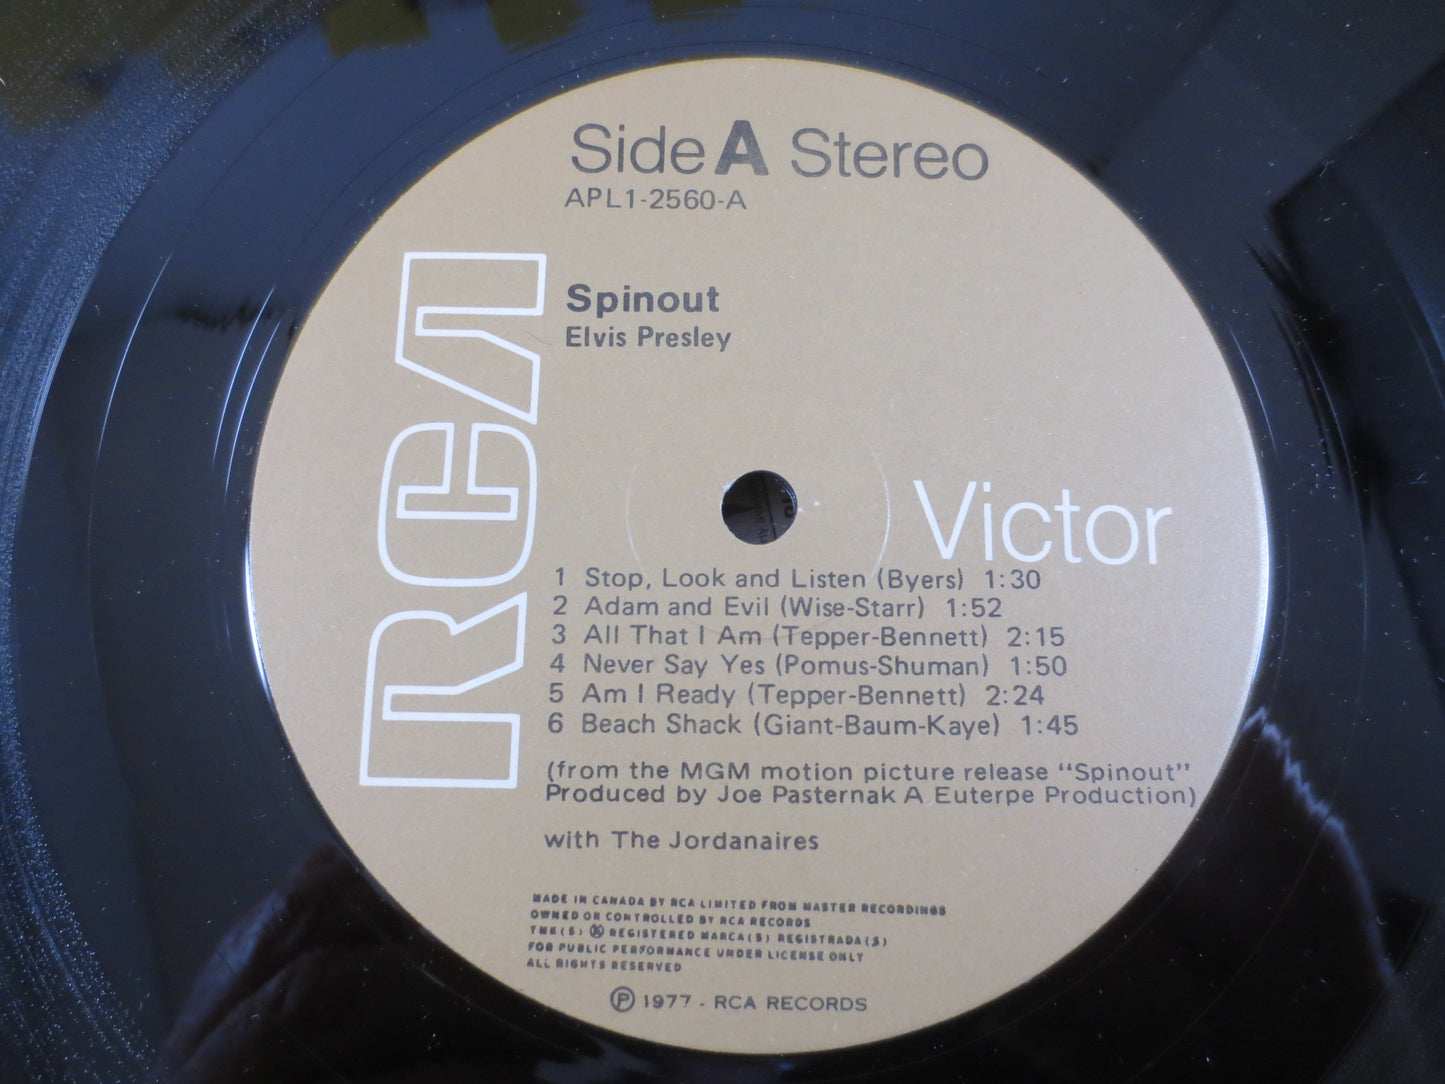 Side A Stereo
APL1-2560-A
RCA
Spinout
Elvis Presley
Victor
1 Stop, Look and Listen (Byers) 1:30
2 Adam and Evil (Wise-Starr) 1:52
3 All That I Am (Tepper-Bennett) 2:15
4 Never Say Yes (Pomus-Shuman) 1:50
5 Am I Ready (Tepper-Bennett) 2:24
6 Beach Shack (Giant-Baum-Kaye) 1:45
(from the MGM motion picture release "Spinout"
Produced by Joe Pasternak A Euterpe Production)
with The Jordanaires
MADE IN CANADA BY RCA LIMITED FROM MASTER RECORDINGS
OWNED OR CONTROLLED BY RCA RECORDS
TMK(S) ® REGISTERED MARCA(S) REGISTRADA(S)
FOR PUBLIC PERFORMANCE UNDER LICENSE ONLY
ALL RIGHTS RESERVED
℗ 1977 - RCA RECORDS